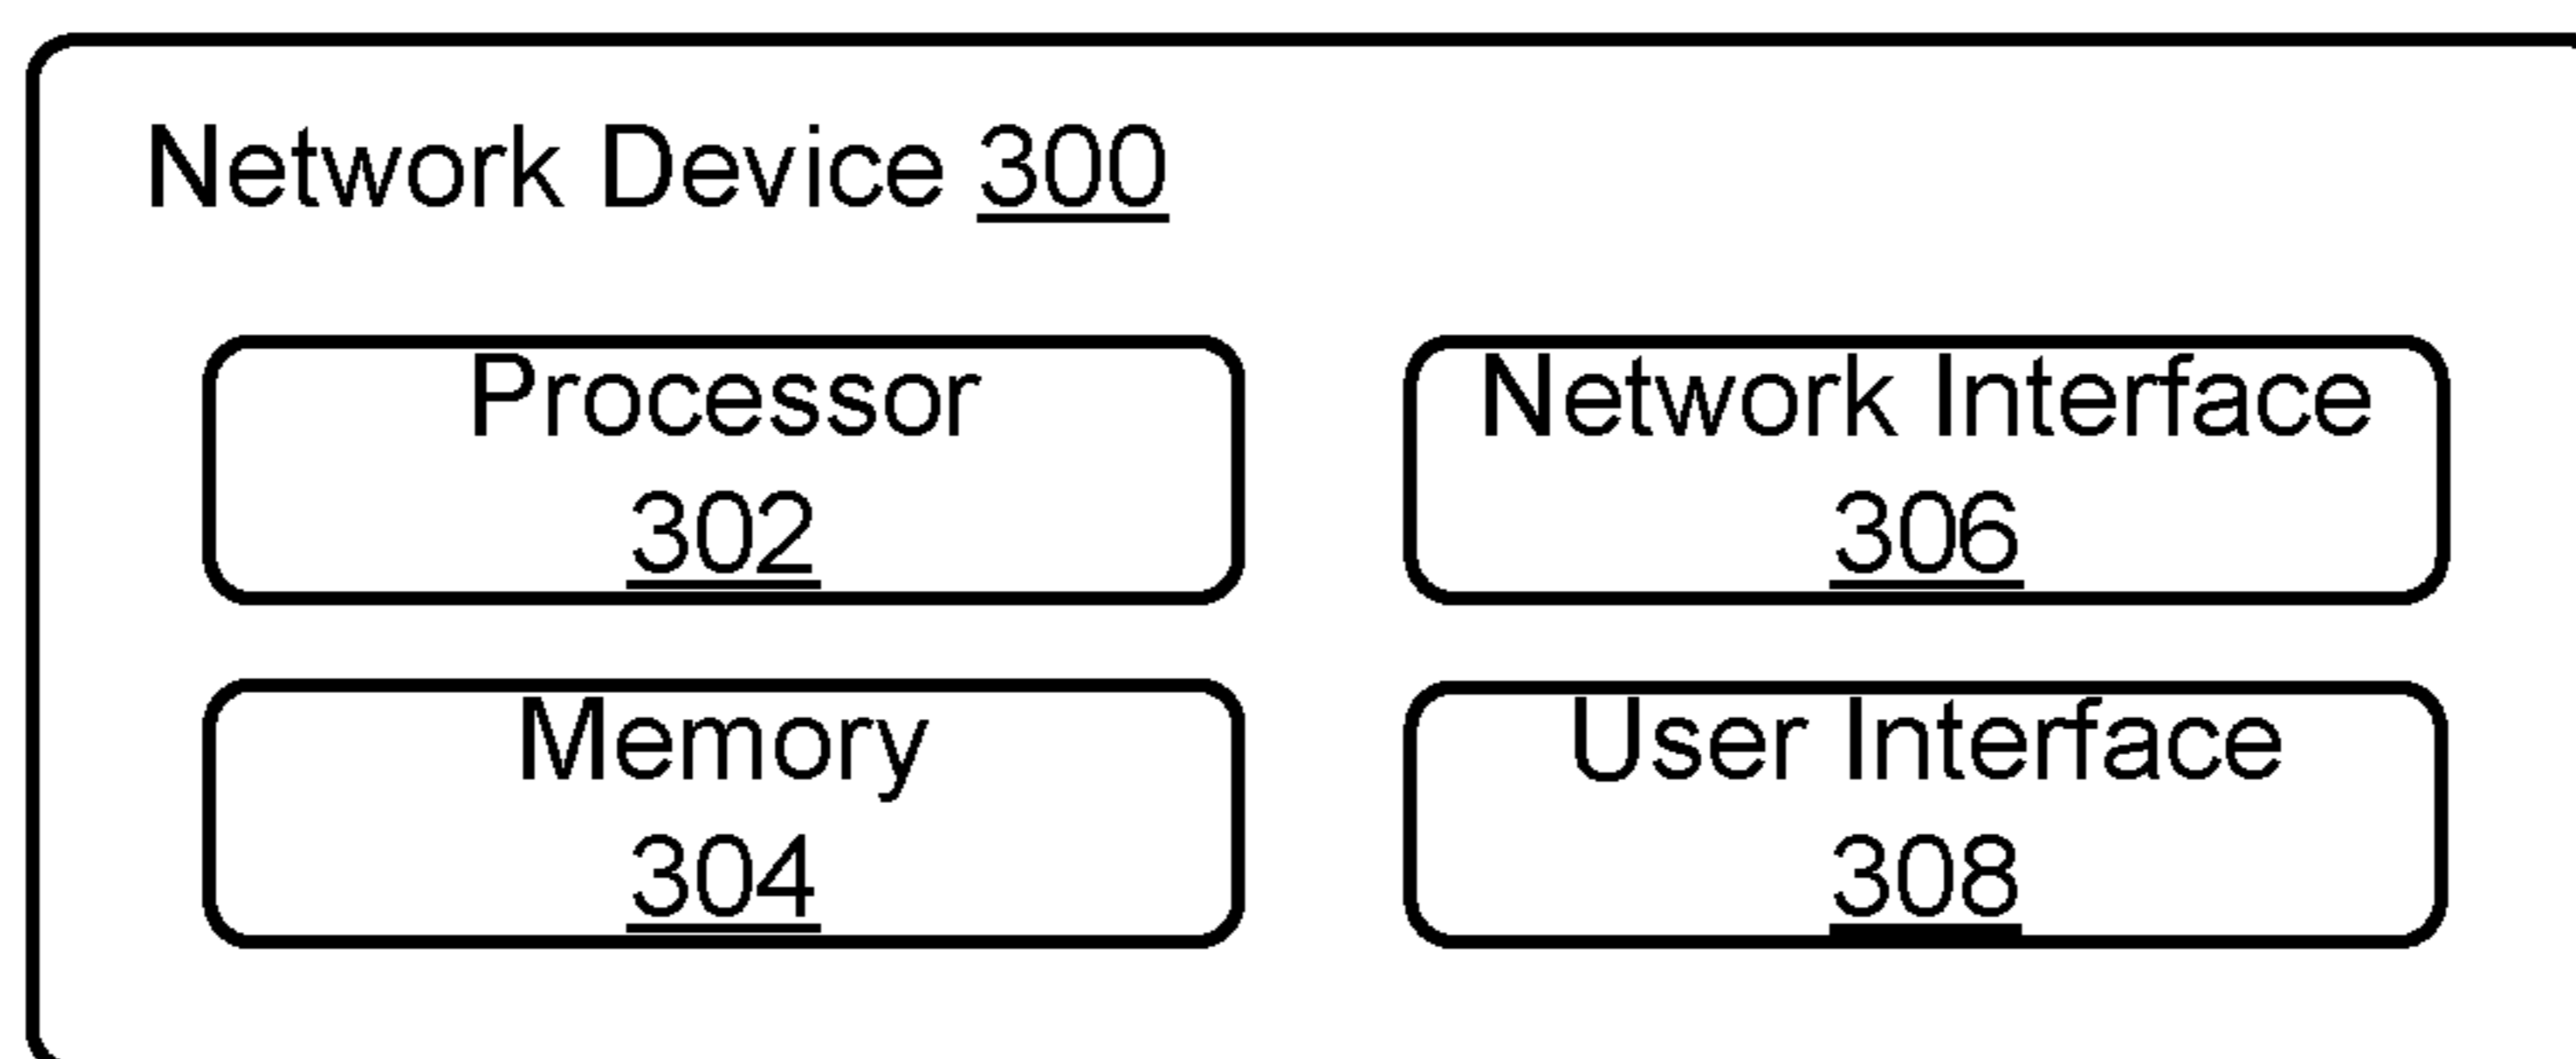 Network Device 300
Processor
302
Network Interface
306
Memory
304
User Interface
308